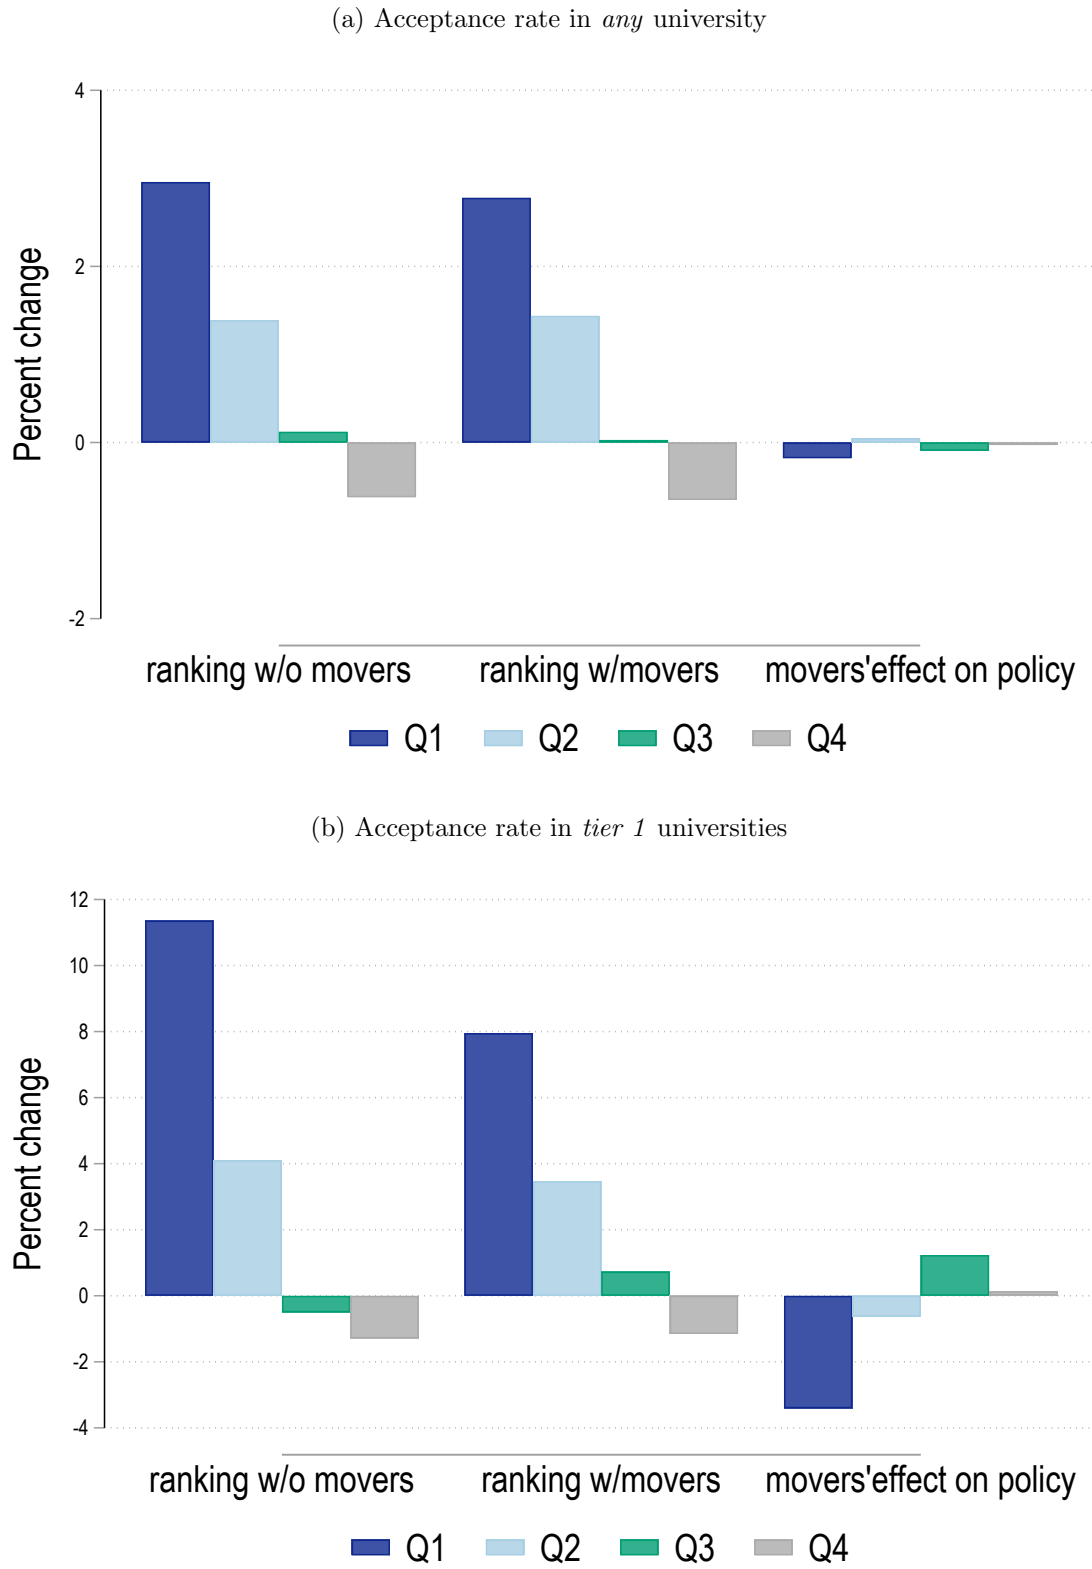 (a) Acceptance rate in any university
4
2
0
-2
Percent change
ranking w/o movers ranking w/movers movers'effect on policy
Q1 Q2 Q3 Q4
(b) Acceptance rate in tier 1 universities
12
10
8
6
4
2
0
-2
-4
Percent change
ranking w/o movers ranking w/movers movers'effect on policy
Q1 Q2 Q3 Q4